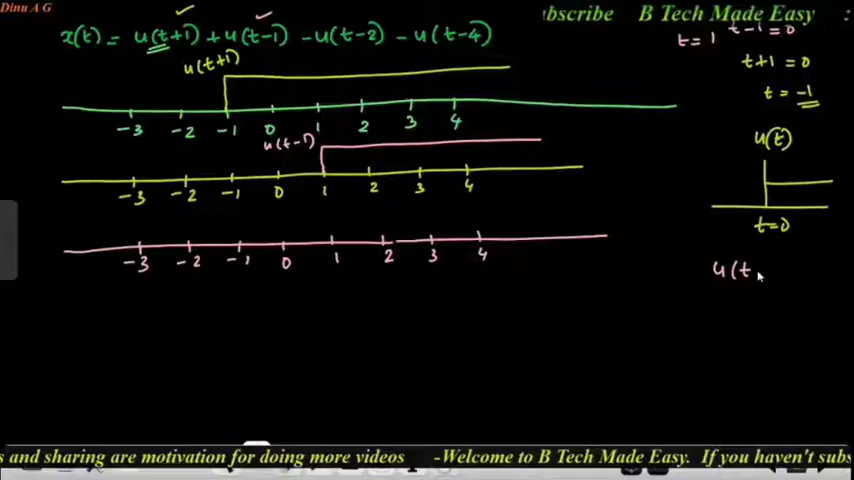 Dinu A G
ubscribe B Tech Made Easy :
x(t) = u(t+1) + u(t-1) - u(t-2) - u(t-4)
t=1 t-1=0
t+1=0
t = -1
u(t+1)
-3 -2 -1 0 1 2 3 4
u(t-1)
-3 -2 -1 0 1 2 3 4
u(t)
t=0
-3 -2 -1 0 1 2 3 4
u(t
s and sharing are motivation for doing more videos -Welcome to B Tech Made Easy. If you haven't subs